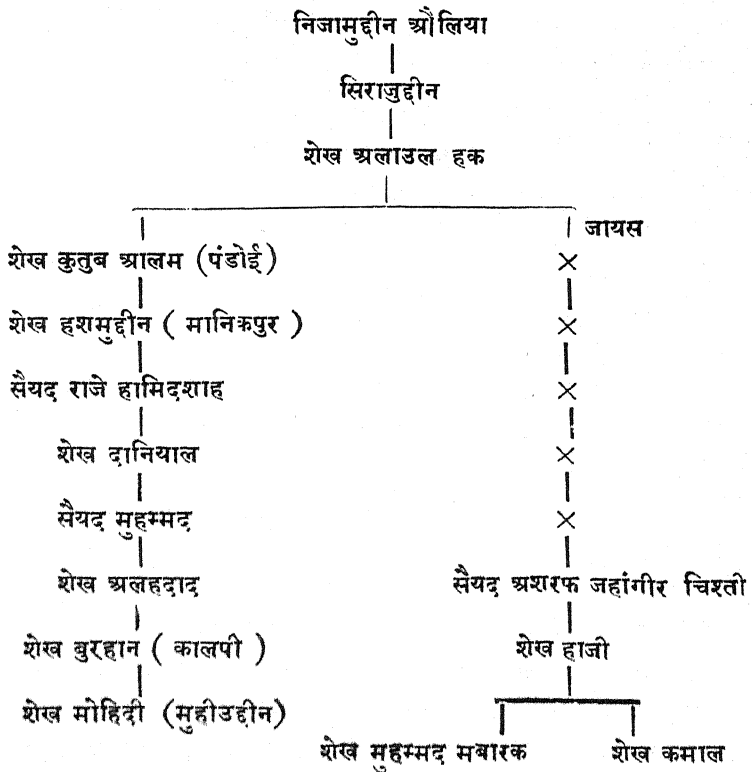 निजामुद्दीन औलिया
सिराजुद्दीन
शेख अलाउल हक
जायस
शेख कुतुब आलम (पंडोई)
×
शेख हशमुद्दीन ( मानिकपुर )
×
सैयद राजे हामिदशाह
×
शेख दानियाल
×
सैयद मुहम्मद
×
शेख अलहदाद
सैयद अशरफ जहांगीर चिश्ती
शेख बुरहान ( कालपी )
शेख हाजी
शेख मोहिदी (मुहीउद्दीन)
शेख मुहम्मद मबारक
शेख कमाल